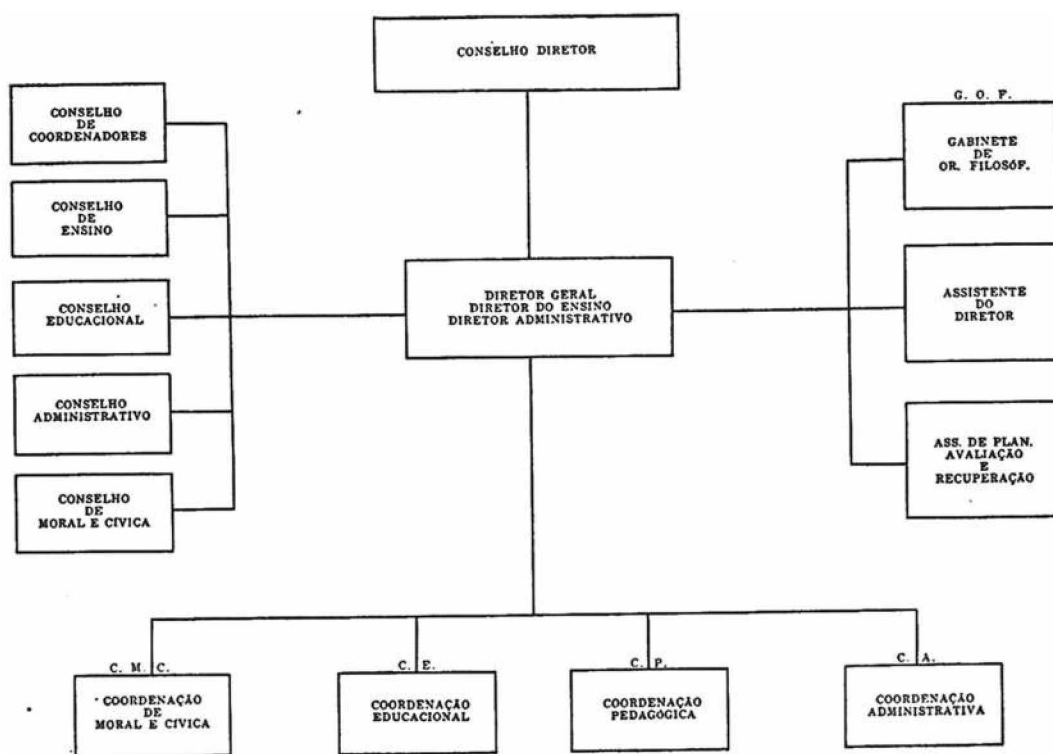 CONSELHO DIRETOR
CONSELHO
DE
COORDENADORES
CONSELHO
DE
ENSINO
CONSELHO
EDUCACIONAL
CONSELHO
ADMINISTRATIVO
CONSELHO
DE
MORAL E CÍVICA
DIRETOR GERAL
DIRETOR DO ENSINO
DIRETOR ADMINISTRATIVO
G. O. F.
GABINETE
DE
OR. FILOSÓF.
ASSISTENTE
DO
DIRETOR
ASS. DE PLAN.
AVALIAÇÃO
E
RECUPERAÇÃO
C. M. C.
COORDENAÇÃO
DE
MORAL E CÍVICA
C. E.
COORDENAÇÃO
EDUCACIONAL
C. P.
COORDENAÇÃO
PEDAGÓGICA
C. A.
COORDENAÇÃO
ADMINISTRATIVA